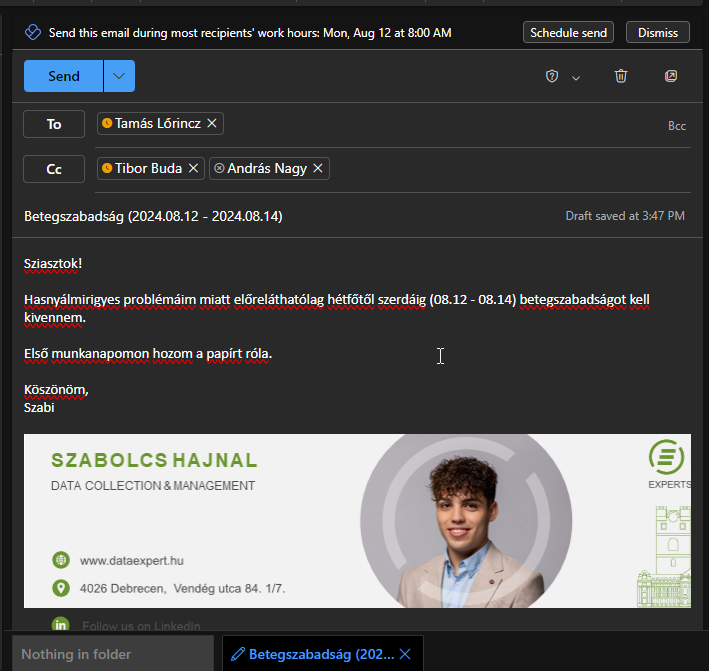 Send this email during most recipients' work hours: Mon, Aug 12 at 8:00 AM Schedule send Dismiss
Send
To Tamás Lőrincz Bcc
Cc Tibor Buda András Nagy
Betegszabadság (2024.08.12 - 2024.08.14) Draft saved at 3:47 PM
Sziasztok!
Hasnyálmirigyes problémáim miatt előreláthatólag hétfőtől szerdáig (08.12 - 08.14) betegszabadságot kell
kivennem.
Első munkanapomon hozom a papírt róla.
Köszönöm,
Szabi
SZABOLCS HAJNAL
DATA COLLECTION & MANAGEMENT
EXPERTS
www.dataexpert.hu
4026 Debrecen, Vendég utca 84. 1/7.
in Follow us on LinkedIn
Nothing in folder Betegszabadság (202...